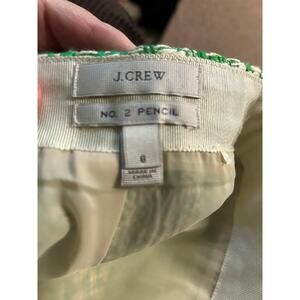 J.CREW
NO. 2 PENCIL
6
MADE IN
CHINA